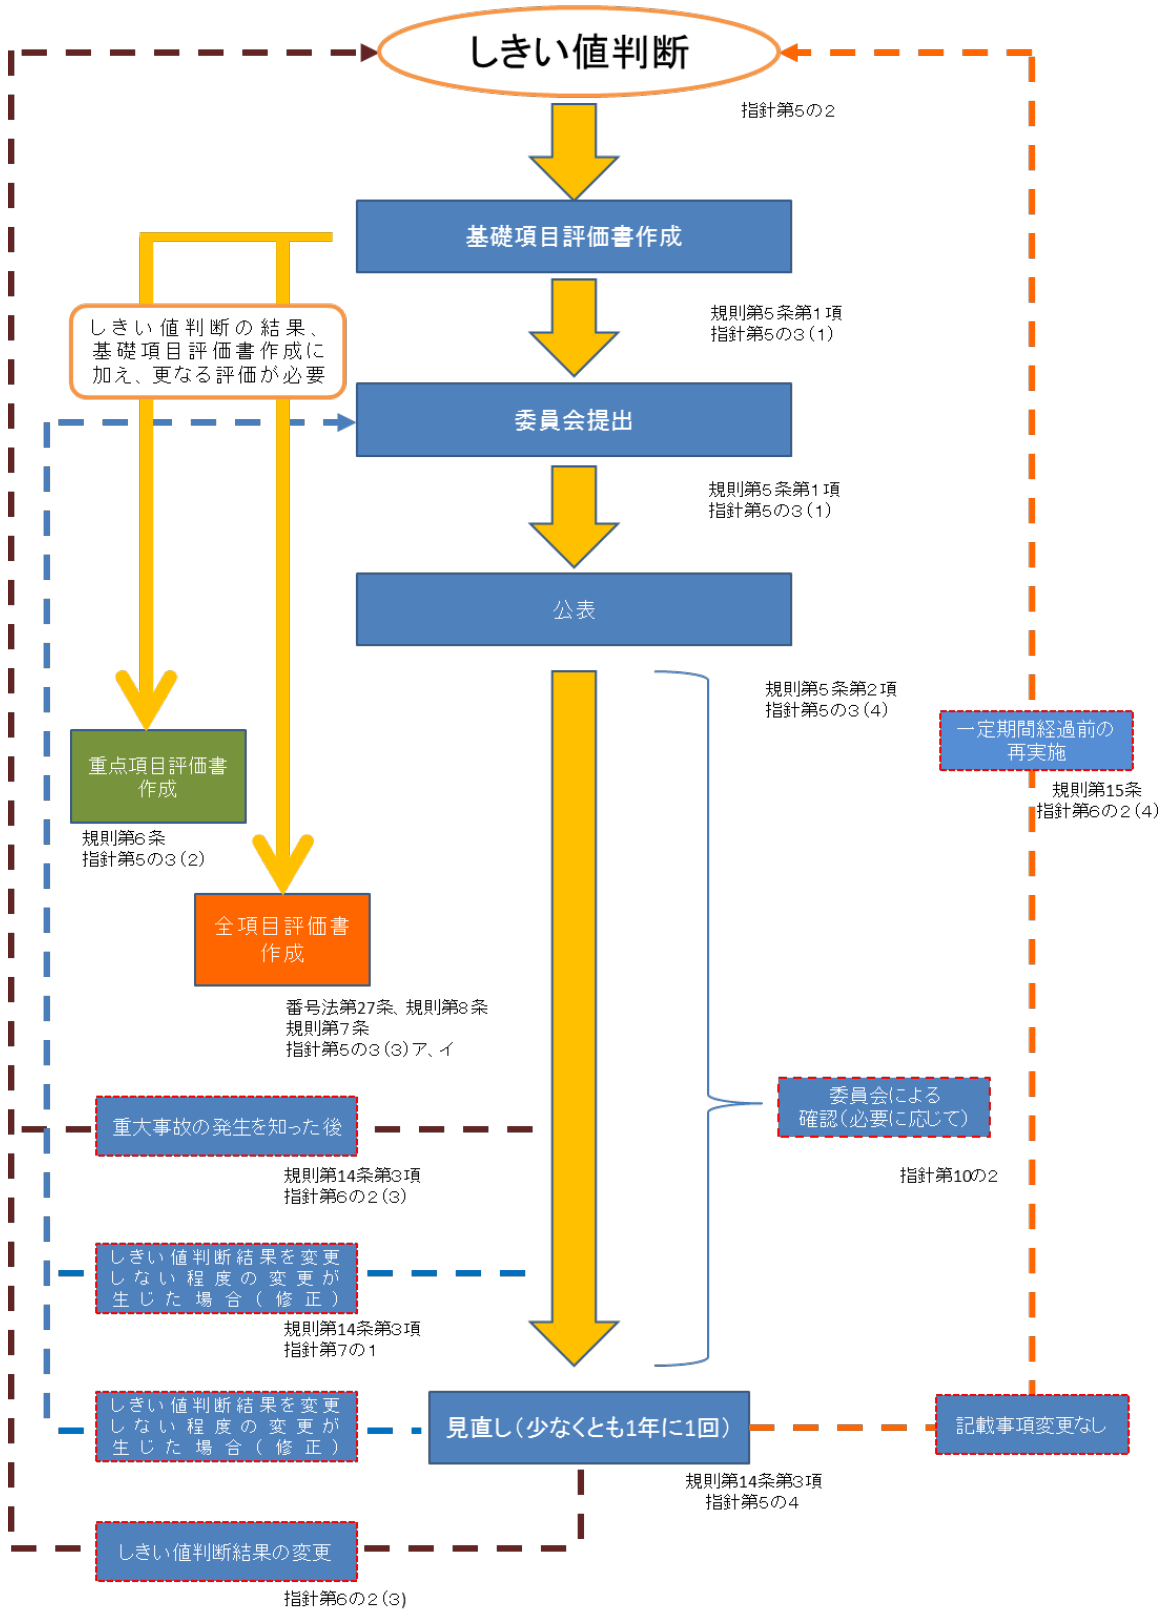 しきい値判断
指針第5の2
基礎項目評価書作成
規則第5条第1項
指針第5の3(1)
しきい値判断の結果、
基礎項目評価書作成に
加え、更なる評価が必要
委員会提出
規則第5条第1項
指針第5の3(1)
公表
規則第5条第2項
指針第5の3(4)
一定期間経過前の
再実施
規則第15条
指針第6の2(4)
重点項目評価書
作成
規則第6条
指針第5の3(2)
全項目評価書
作成
番号法第27条、規則第8条
規則第7条
指針第5の3(3)ア、イ
委員会による
確認(必要に応じて)
指針第10の2
重大事故の発生を知った後
規則第14条第3項
指針第6の2(3)
しきい値判断結果を変更
しない程度の変更が
生じた場合(修正)
規則第14条第3項
指針第7の1
しきい値判断結果を変更
しない程度の変更が
生じた場合(修正)
見直し(少なくとも1年に1回)
記載事項変更なし
規則第14条第3項
指針第5の4
しきい値判断結果の変更
指針第6の2(3)